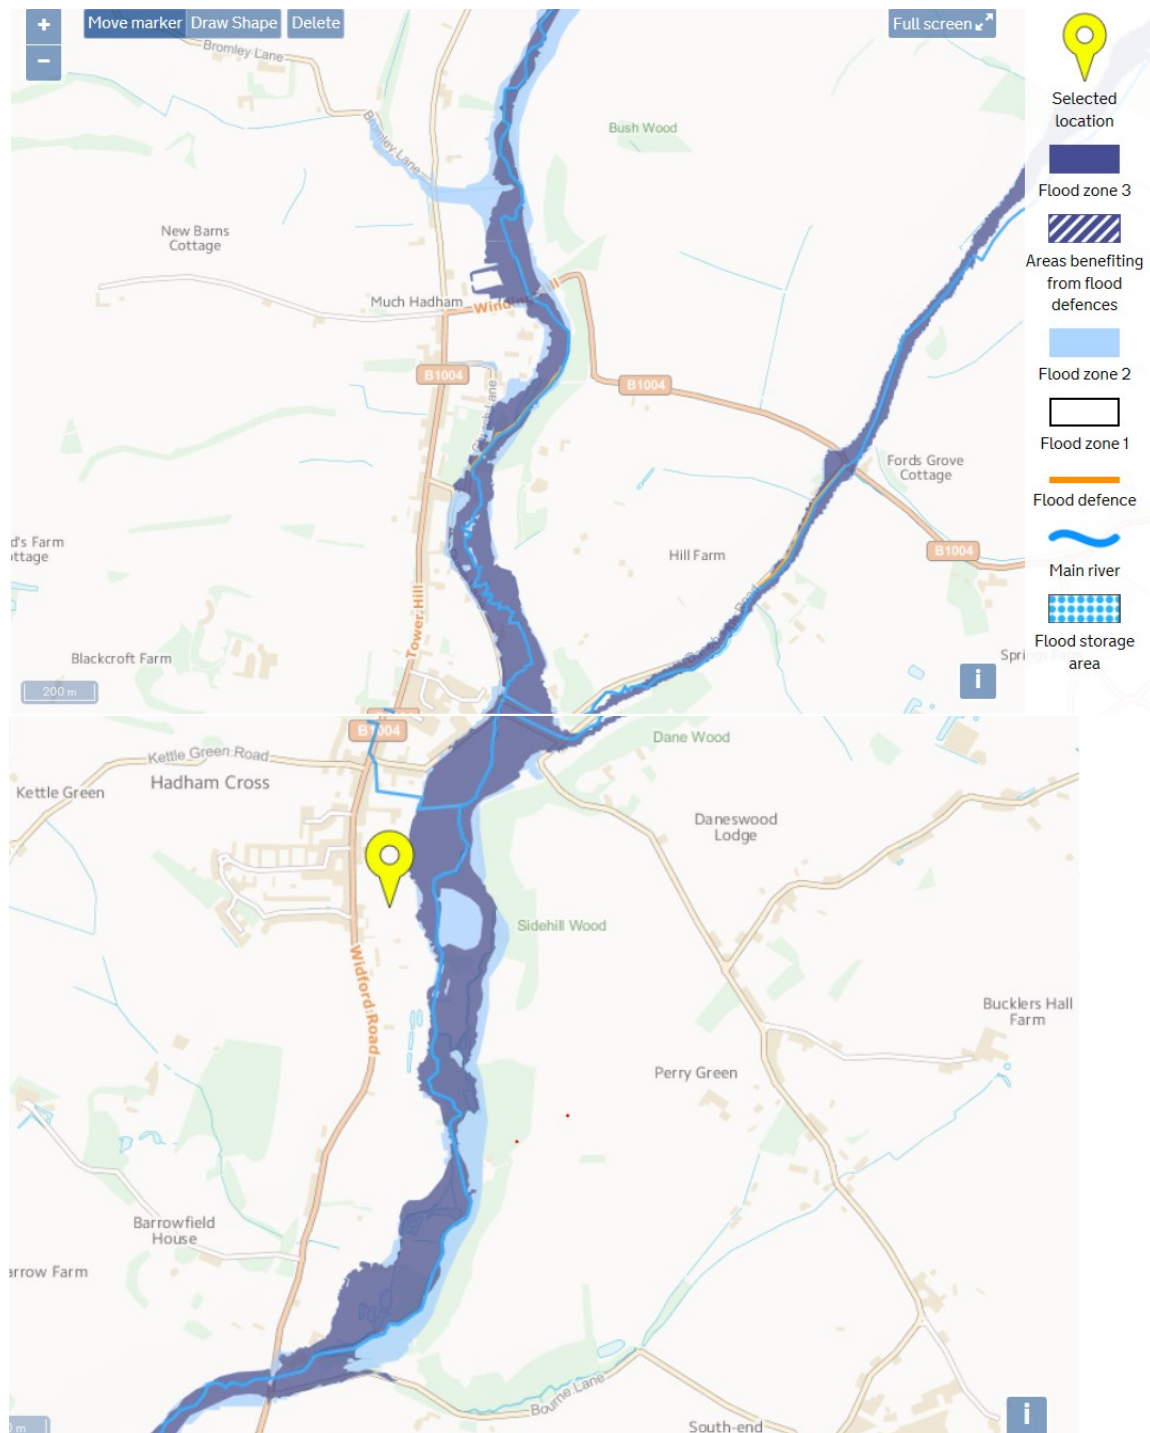 +
−
Move marker
Draw Shape
Delete
Full screen
Bromley Lane
Bromley Lane
Bush Wood
New Barns
Cottage
Much Hadham
B1004
B1004
Fords Grove
Cottage
B1004
Hill Farm
Tower Hill
Blackcroft Farm
200 m
i
Selected
location
Flood zone 3
Areas benefiting
from flood
defences
Flood zone 2
Flood zone 1
Flood defence
Main river
Flood storage
area
B1004
Kettle Green Road
Hadham Cross
Kettle Green
Dane Wood
Daneswood
Lodge
Sidehill Wood
Widford Road
Bucklers Hall
Farm
Perry Green
Barrowfield
House
arrow Farm
Bourne Lane
South-end
m
i